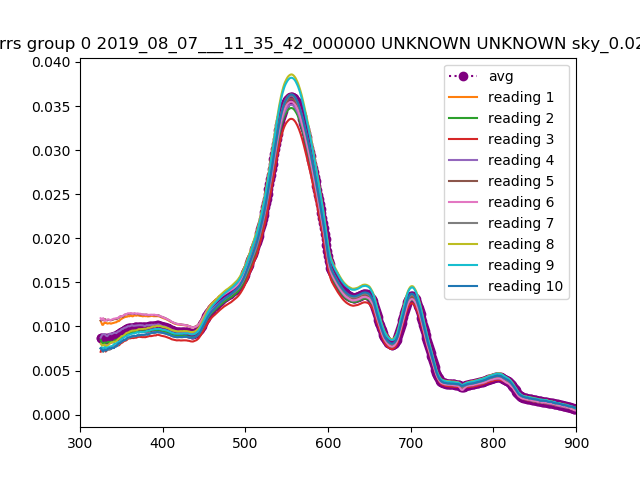 rrs group 0 2019_08_07___11_35_42_000000 UNKNOWN UNKNOWN sky_0.02
0.040
0.035
0.030
0.025
0.020
0.015
0.010
0.005
0.000
300 400 500 600 700 800 900
avg
reading 1
reading 2
reading 3
reading 4
reading 5
reading 6
reading 7
reading 8
reading 9
reading 10